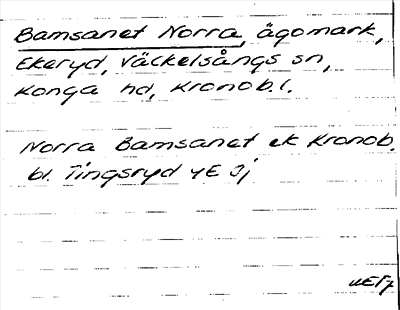 Bamsanet Norra, ägomark,
Ekeryd, Väckelsångs sn,
Konga hd, Kronob.l.
Norra Bamsanet ek Kronob.
bl. Tingsryd 4E 3j